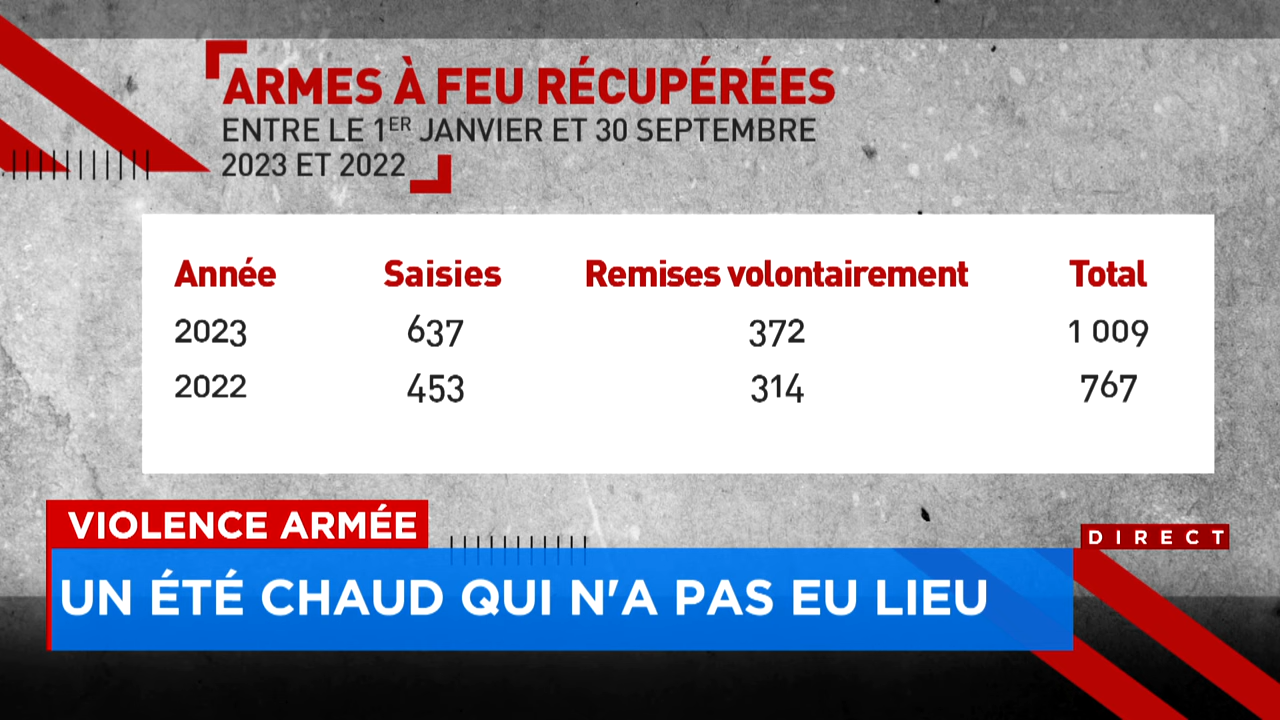 ARMES À FEU RÉCUPÉRÉES
ENTRE LE 1ER JANVIER ET 30 SEPTEMBRE
2023 ET 2022
Année Saisies Remises volontairement Total
2023 637 372 1 009
2022 453 314 767
VIOLENCE ARMÉE
DIRECT
UN ÉTÉ CHAUD QUI N'A PAS EU LIEU